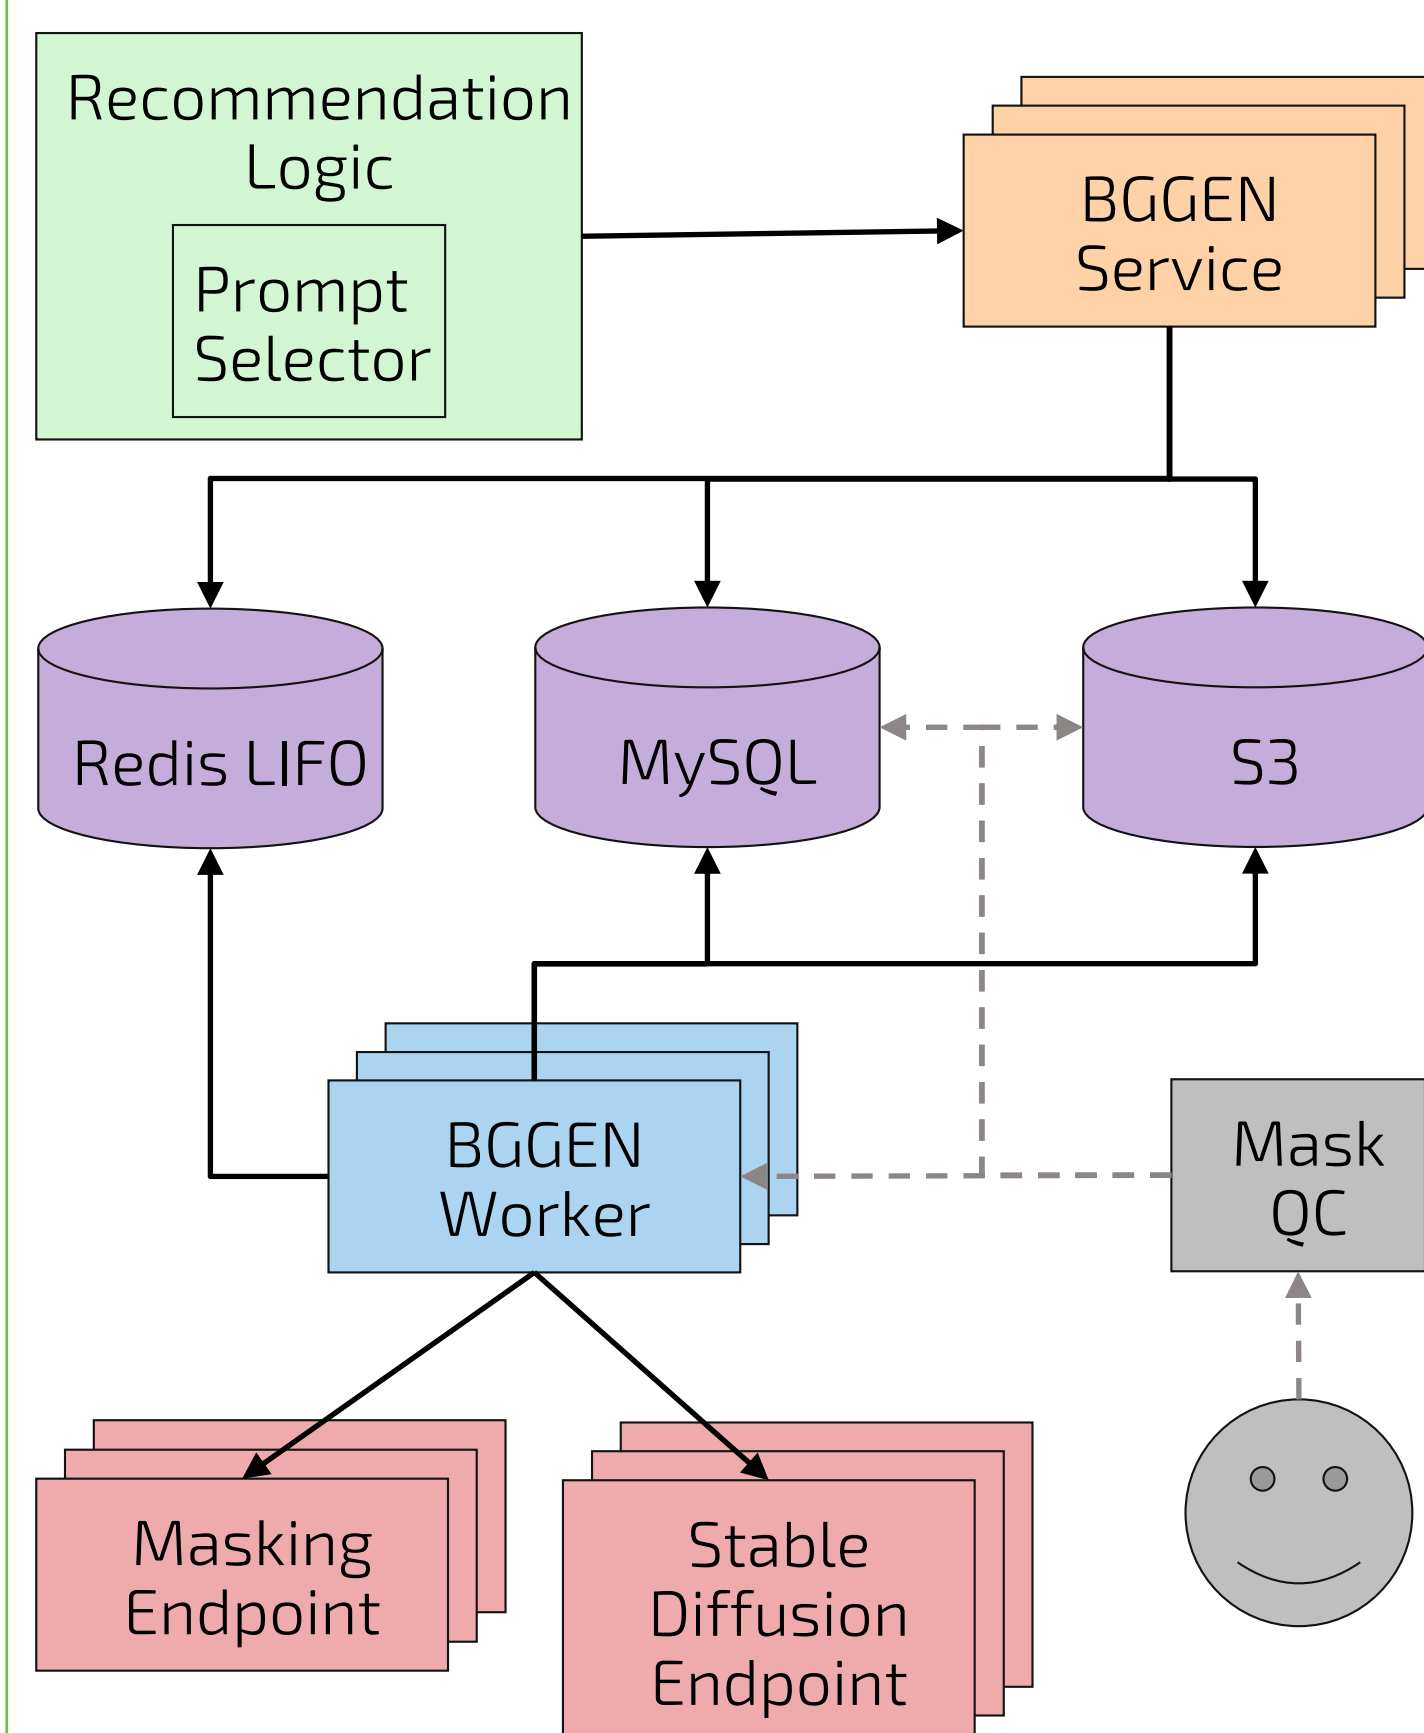 Recommendation
Logic
Prompt
Selector
BGGEN
Service
Redis LIFO
MySQL
S3
BGGEN
Worker
Mask
QC
Masking
Endpoint
Stable
Diffusion
Endpoint